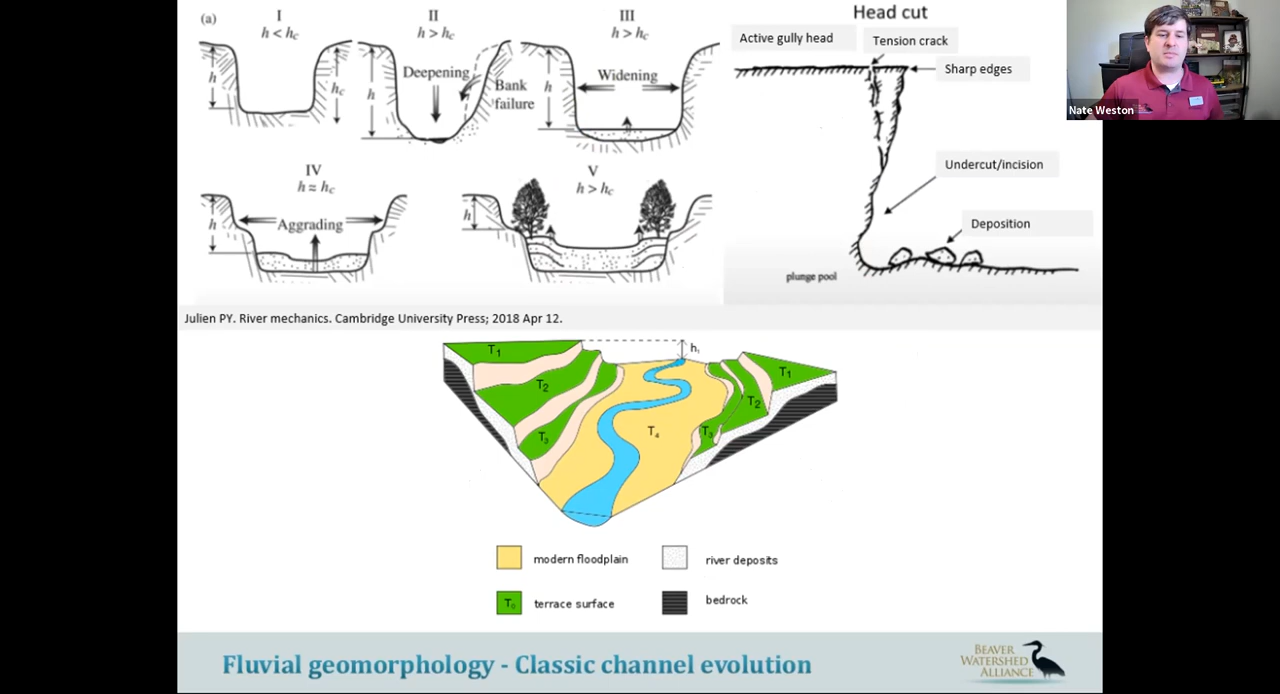 (a)
I
h < hc
h
hc
II
h > hc
h
Deepening
Bank
failure
III
h > hc
h
Widening
IV
h ≈ hc
h
Aggrading
V
h > hc
h
Head cut
Active gully head
Tension crack
Sharp edges
Undercut/incision
Deposition
plunge pool
Nate Weston
Julien PY. River mechanics. Cambridge University Press; 2018 Apr 12.
T1
h1
T1
T2
T2
T3
T4
T3
modern floodplain
river deposits
T0 terrace surface
bedrock
Fluvial geomorphology - Classic channel evolution
BEAVER
WATERSHED
ALLIANCE